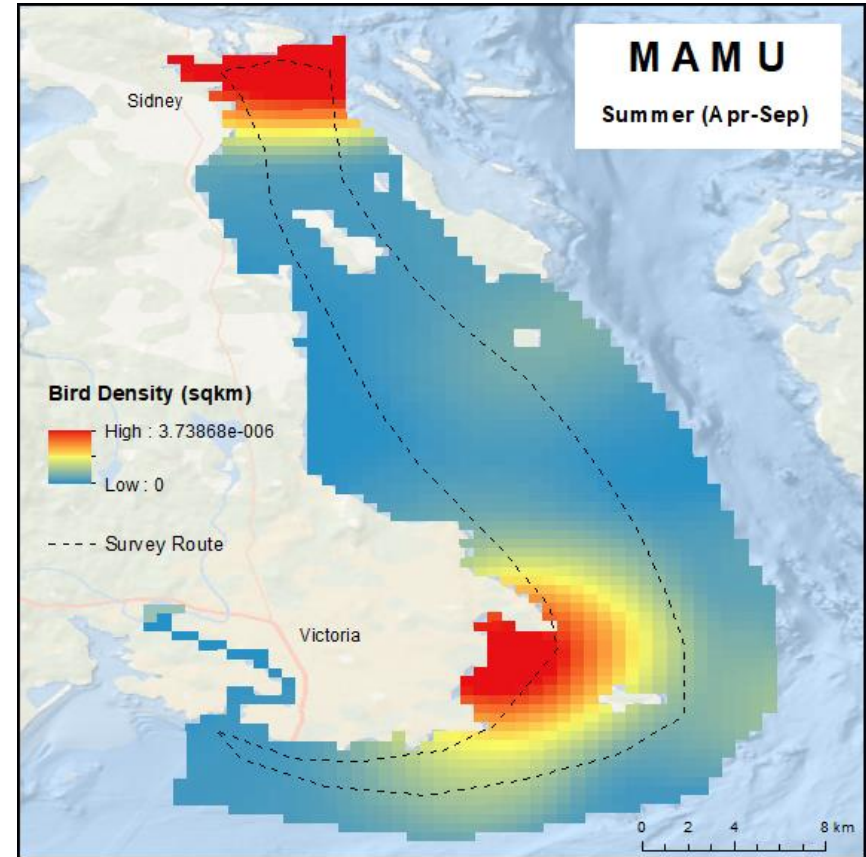 M A M U
Summer (Apr-Sep)
Sidney
Bird Density (sqkm)
High : 3.73868e-006
Low : 0
Survey Route
Victoria
0 2 4 8 km